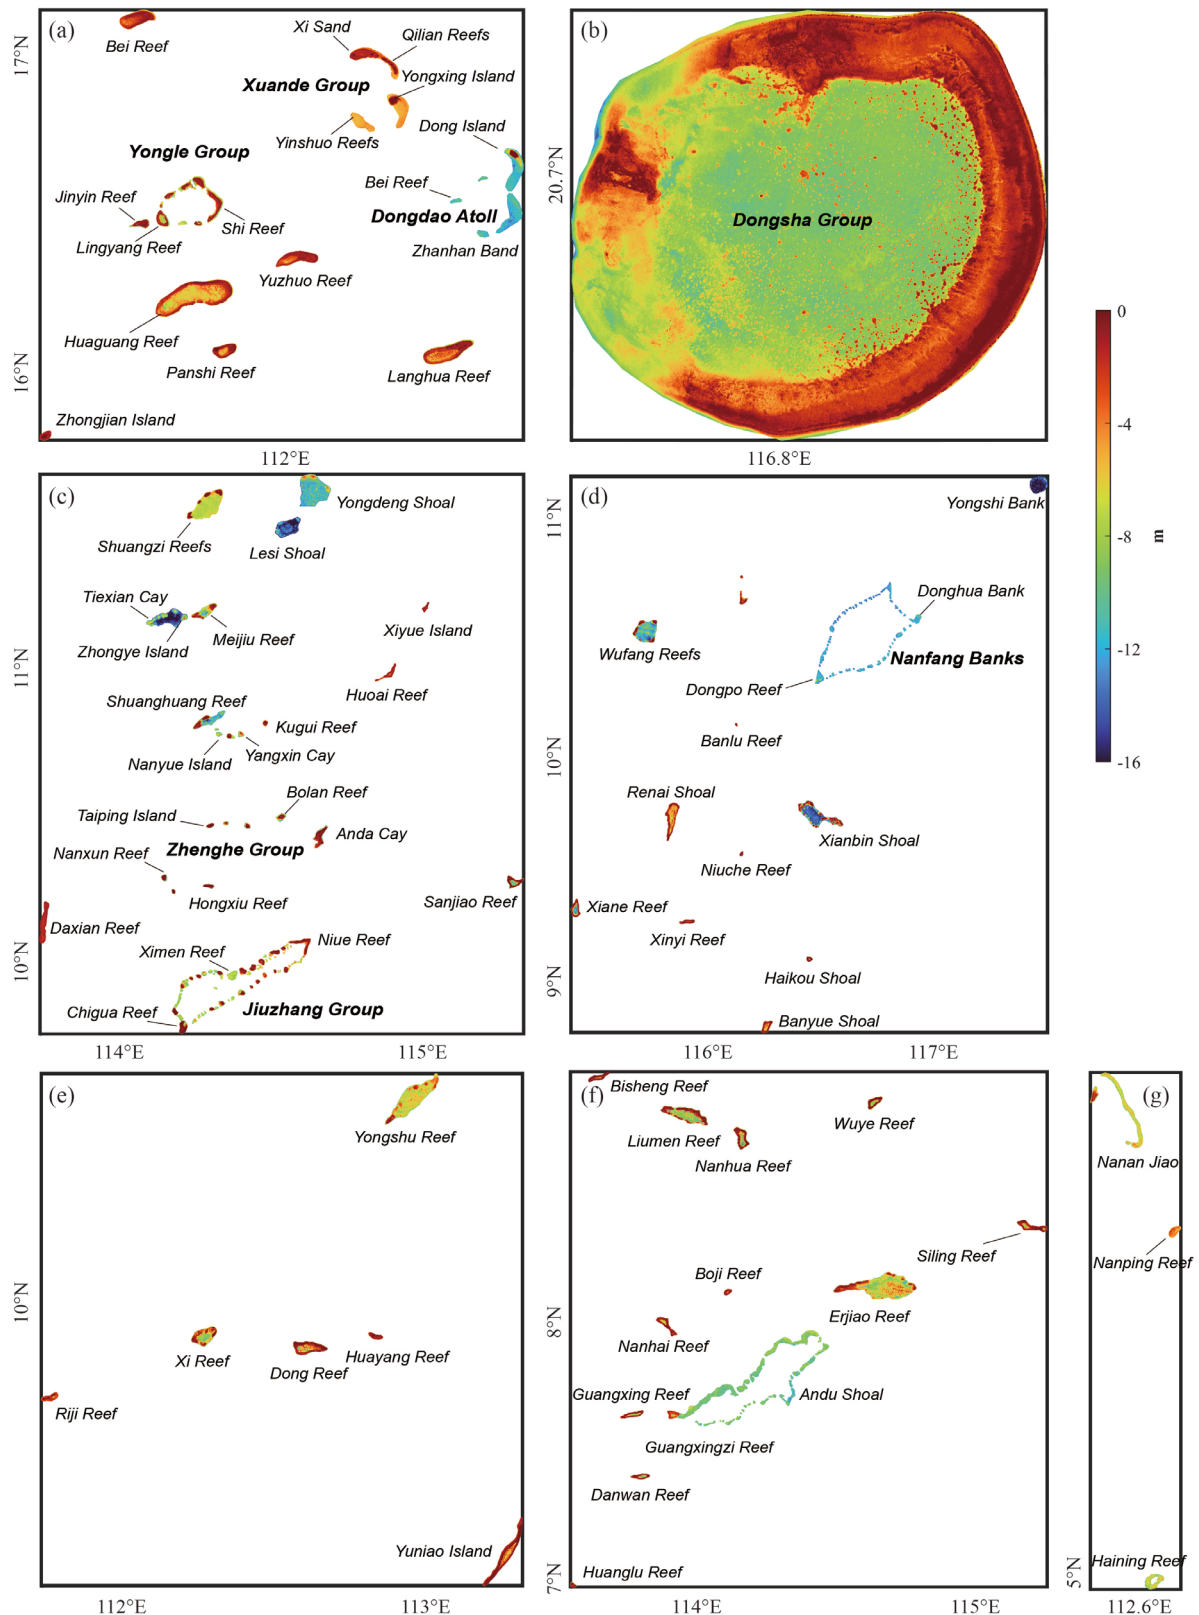 (a)
Bei Reef
Xi Sand
Qilian Reefs
Xuande Group
Yongxing Island
Yinshuo Reefs
Dong Island
Yongle Group
Bei Reef
Jinyin Reef
Lingyang Reef
Shi Reef
Dongdao Atoll
Zhanhan Band
Yuzhuo Reef
Huaguang Reef
Panshi Reef
Langhua Reef
Zhongjian Island
17°N
16°N
112°E
(b)
Dongsha Group
20.7°N
116.8°E
0
-4
-8
-12
-16
m
(c)
Yongdeng Shoal
Shuangzi Reefs
Lesi Shoal
Tiexian Cay
Zhongye Island
Meijiu Reef
Xiyue Island
Huoai Reef
Shuanghuang Reef
Kugui Reef
Nanyue Island
Yangxin Cay
Bolan Reef
Taiping Island
Anda Cay
Zhenghe Group
Nanxun Reef
Hongxiu Reef
Sanjiao Reef
Daxian Reef
Ximen Reef
Niue Reef
Chigua Reef
Jiuzhang Group
11°N
10°N
114°E
115°E
(d)
Yongshi Bank
Donghua Bank
Wufang Reefs
Nanfang Banks
Dongpo Reef
Banlu Reef
Renai Shoal
Xianbin Shoal
Niuche Reef
Xiane Reef
Xinyi Reef
Haikou Shoal
Banyue Shoal
11°N
10°N
9°N
116°E
117°E
(e)
Yongshu Reef
Xi Reef
Dong Reef
Huayang Reef
Riji Reef
Yuniao Island
10°N
112°E
113°E
(f)
Bisheng Reef
Liumen Reef
Nanhua Reef
Wuye Reef
Siling Reef
Boji Reef
Erjiao Reef
Nanhai Reef
Guangxing Reef
Andu Shoal
Guangxingzi Reef
Danwan Reef
Huanglu Reef
8°N
7°N
114°E
115°E
(g)
Nanan Jiao
Nanping Reef
Haining Reef
5°N
112.6°E